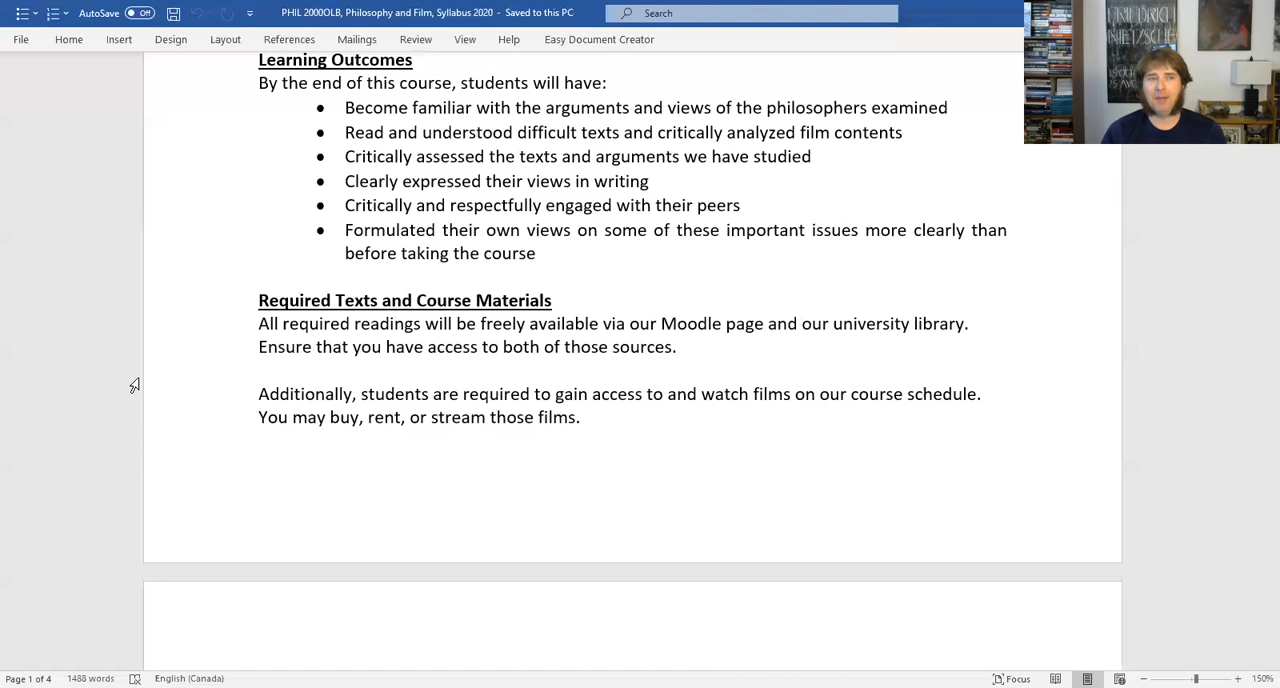 AutoSave Off PHIL 2000OLB, Philosophy and Film, Syllabus 2020 - Saved to this PC Search
File Home Insert Design Layout References Review View Help Easy Document Creator
FRIEDRICH
NIETZSCHE
Learning Outcomes
By the end of this course, students will have:
● Become familiar with the arguments and views of the philosophers examined
● Read and understood difficult texts and critically analyzed film contents
● Critically assessed the texts and arguments we have studied
● Clearly expressed their views in writing
● Critically and respectfully engaged with their peers
● Formulated their own views on some of these important issues more clearly than
before taking the course
Required Texts and Course Materials
All required readings will be freely available via our Moodle page and our university library.
Ensure that you have access to both of those sources.
Additionally, students are required to gain access to and watch films on our course schedule.
You may buy, rent, or stream those films.
Page 1 of 4 1488 words English (Canada) Focus 150%